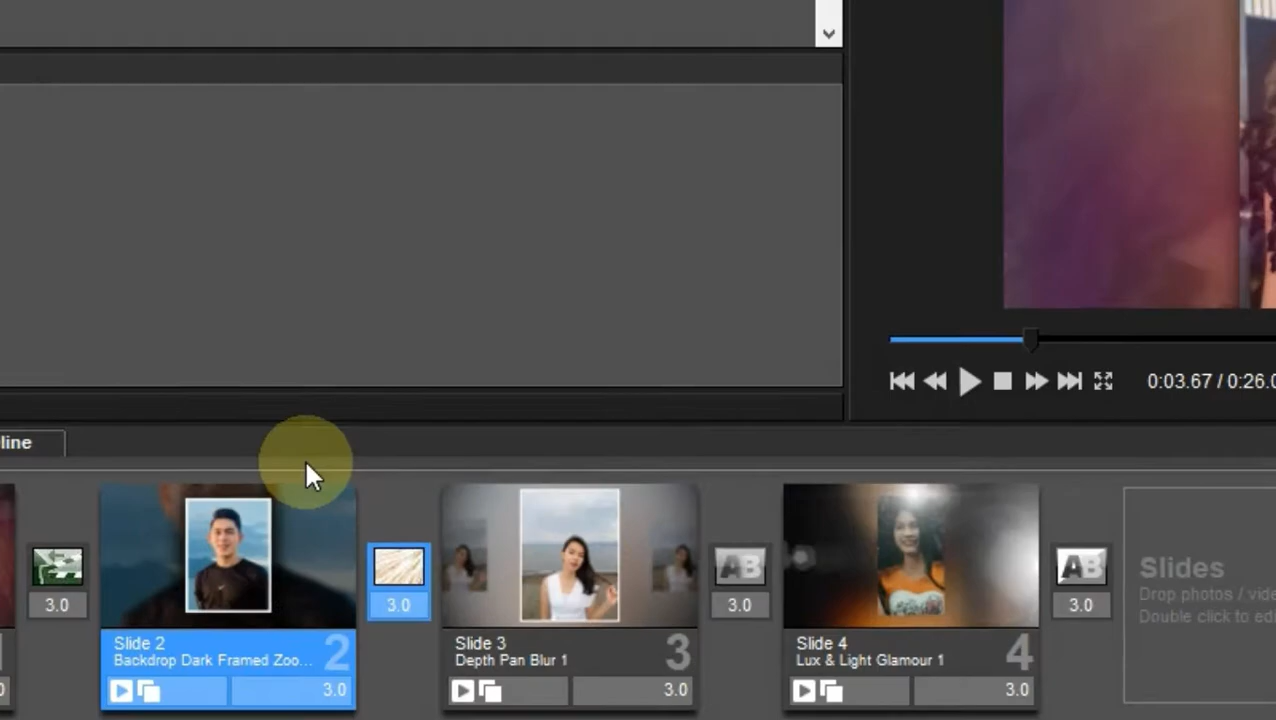 0:03.67 / 0:26.0
line
3.0
3.0
AB
3.0
AB
3.0
Slides
Drop photos / vide
Double click to edi
Slide 2
Backdrop Dark Framed Zoo...
2
Slide 3
Depth Pan Blur 1
3
Slide 4
Lux & Light Glamour 1
4
3.0
3.0
3.0